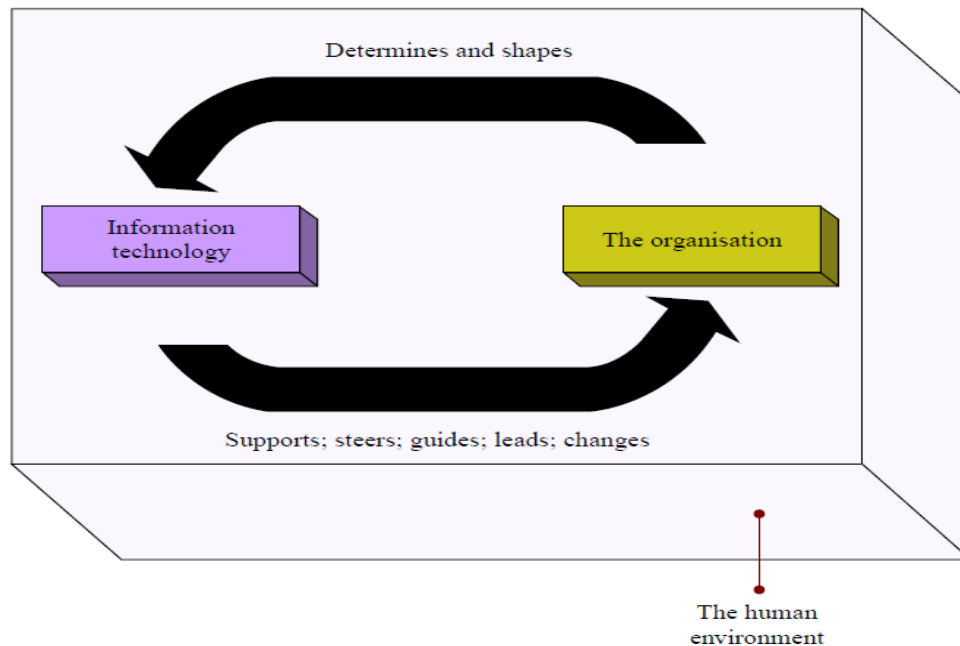 Determines and shapes
Information
technology
The organisation
Supports; steers; guides; leads; changes
The human
environment